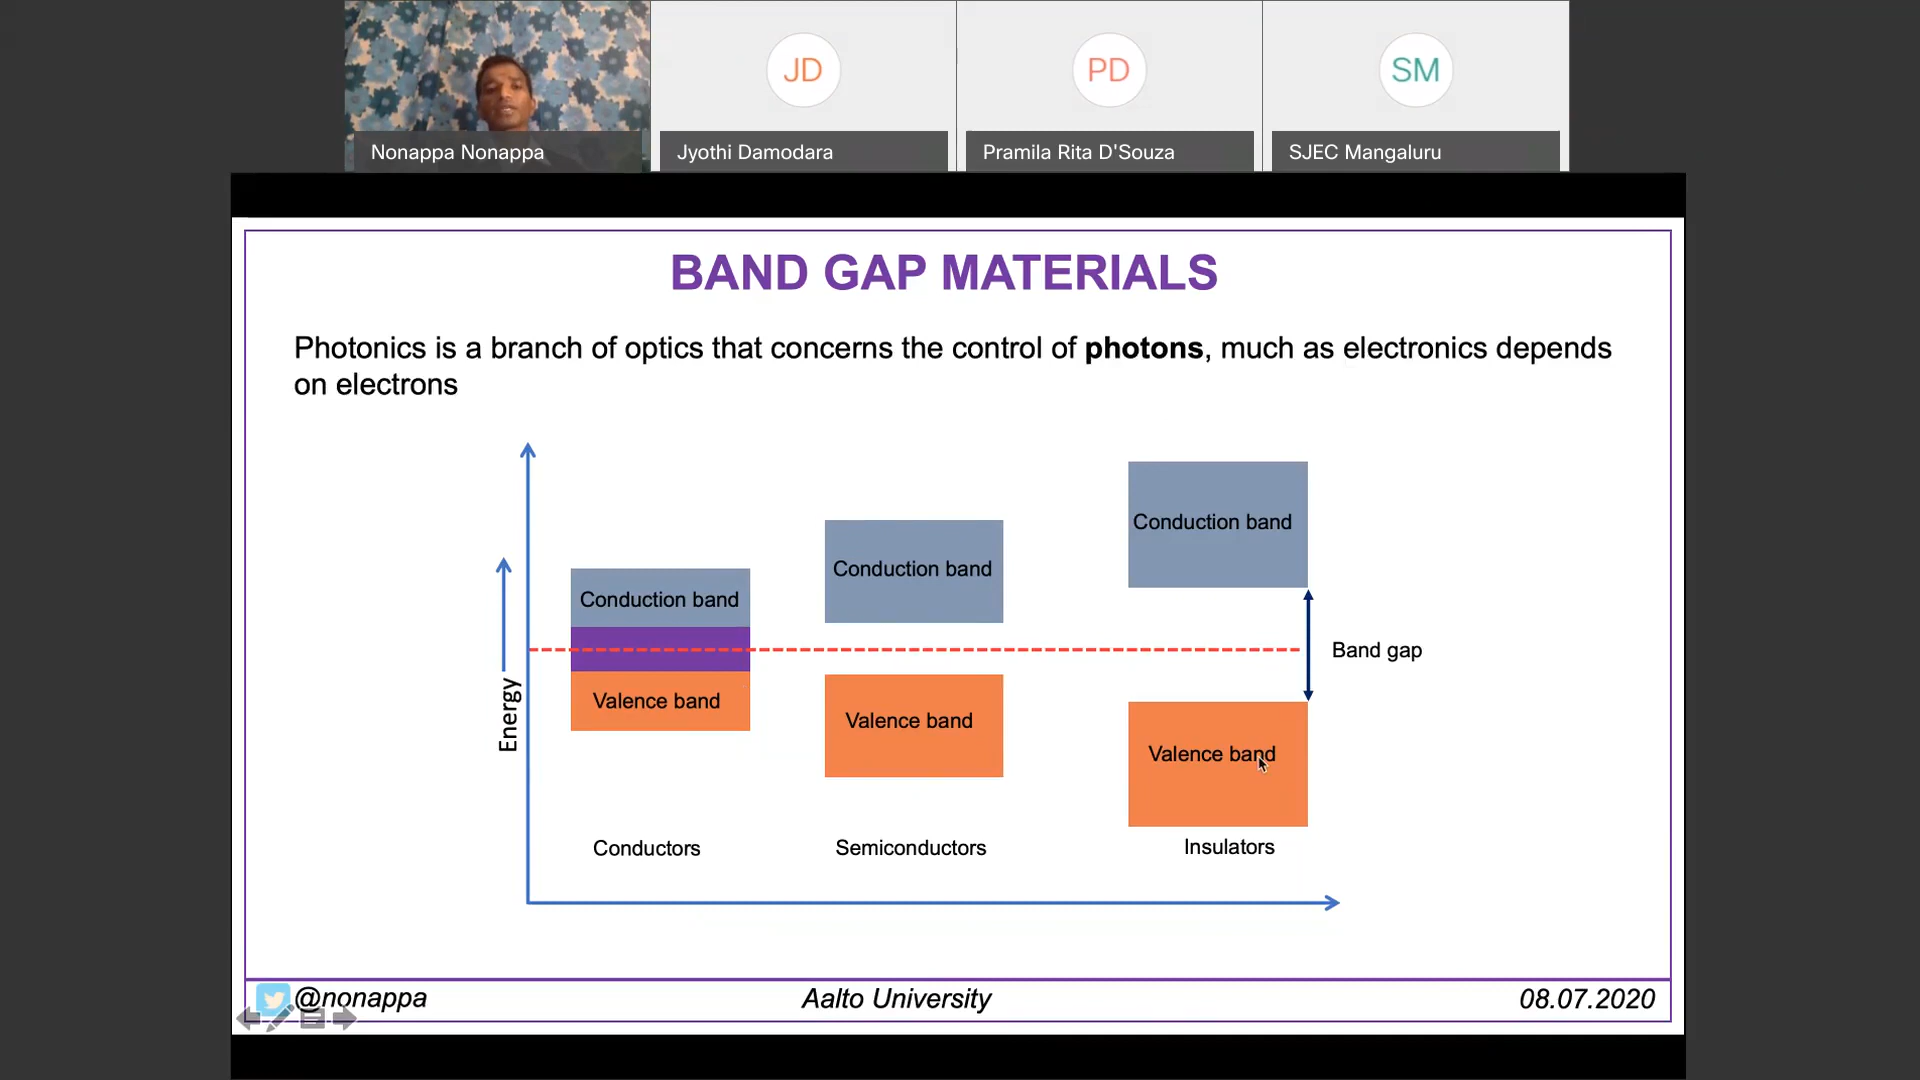 JD
PD
SM
Nonappa Nonappa
Jyothi Damodara
Pramila Rita D'Souza
SJEC Mangaluru
BAND GAP MATERIALS
Photonics is a branch of optics that concerns the control of photons, much as electronics depends
on electrons
Conduction band
Conduction band
Conduction band
Band gap
Energy
Valence band
Valence band
Valence band
Conductors
Semiconductors
Insulators
@nonappa
Aalto University
08.07.2020